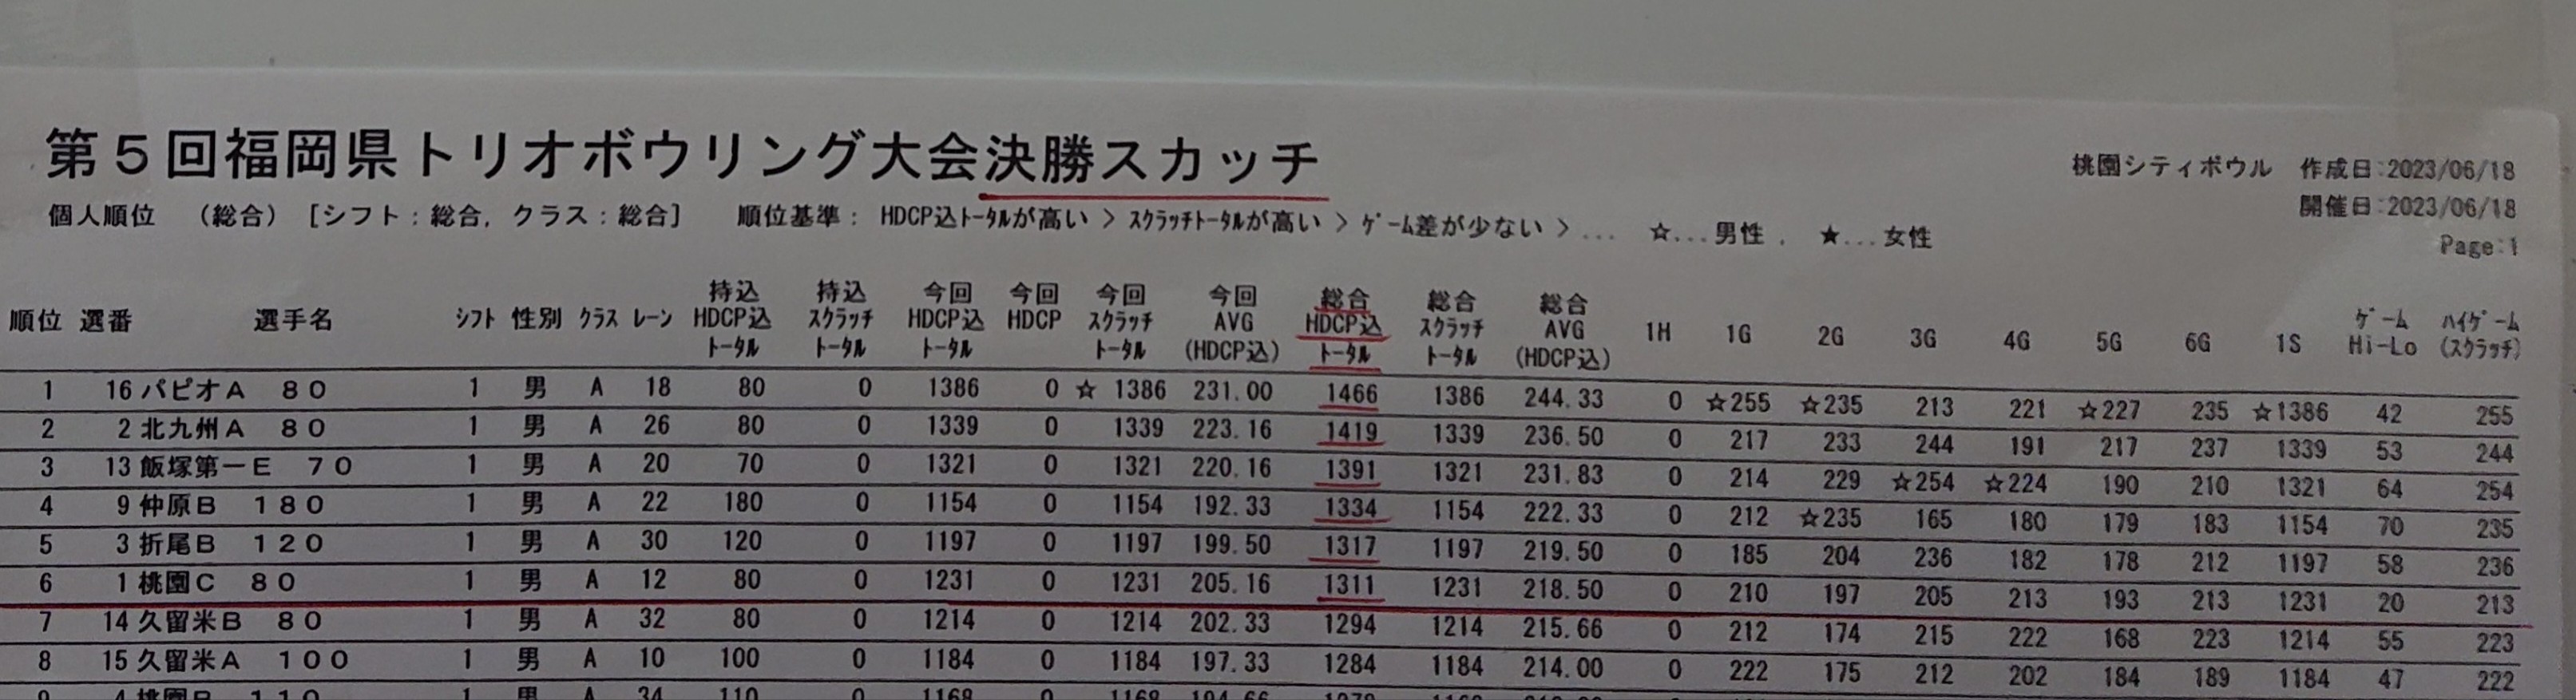 第５回福岡県トリオボウリング大会決勝スカッチ
桃園シティボウル 作成日:2023/06/18
開催日:2023/06/18
Page:1
個人順位 （総合） [シフト:総合, クラス:総合] 順位基準: HDCP込ﾄｰﾀﾙが高い > ｽｸﾗｯﾁﾄｰﾀﾙが高い > ｹﾞｰﾑ差が少ない > ... ☆...男性 . ★...女性
順位 選番 選手名 ｼﾌﾄ 性別 ｸﾗｽ ﾚｰﾝ 持込HDCP込ﾄｰﾀﾙ 持込ｽｸﾗｯﾁﾄｰﾀﾙ 今回HDCP込ﾄｰﾀﾙ 今回HDCP 今回ｽｸﾗｯﾁﾄｰﾀﾙ 今回AVG(HDCP込) 総合HDCP込ﾄｰﾀﾙ 総合ｽｸﾗｯﾁﾄｰﾀﾙ 総合AVG(HDCP込) 1H 1G 2G 3G 4G 5G 6G 1S ｹﾞｰﾑHi-Lo ﾊｲｹﾞｰﾑ(ｽｸﾗｯﾁ)
1 16 パピオＡ ８０ 1 男 A 18 80 0 1386 0 ☆ 1386 231.00 1466 1386 244.33 0 ☆255 ☆235 213 221 ☆227 235 ☆1386 42 255
2 2 北九州Ａ ８０ 1 男 A 26 80 0 1339 0 1339 223.16 1419 1339 236.50 0 217 233 244 191 217 237 1339 53 244
3 13 飯塚第一Ｅ ７０ 1 男 A 20 70 0 1321 0 1321 220.16 1391 1321 231.83 0 214 229 ☆254 ☆224 190 210 1321 64 254
4 9 仲原Ｂ １８０ 1 男 A 22 180 0 1154 0 1154 192.33 1334 1154 222.33 0 212 ☆235 165 180 179 183 1154 70 235
5 3 折尾Ｂ １２０ 1 男 A 30 120 0 1197 0 1197 199.50 1317 1197 219.50 0 185 204 236 182 178 212 1197 58 236
6 1 桃園Ｃ ８０ 1 男 A 12 80 0 1231 0 1231 205.16 1311 1231 218.50 0 210 197 205 213 193 213 1231 20 213
7 14 久留米Ｂ ８０ 1 男 A 32 80 0 1214 0 1214 202.33 1294 1214 215.66 0 212 174 215 222 168 223 1214 55 223
8 15 久留米Ａ １００ 1 男 A 10 100 0 1184 0 1184 197.33 1284 1184 214.00 0 222 175 212 202 184 189 1184 47 222